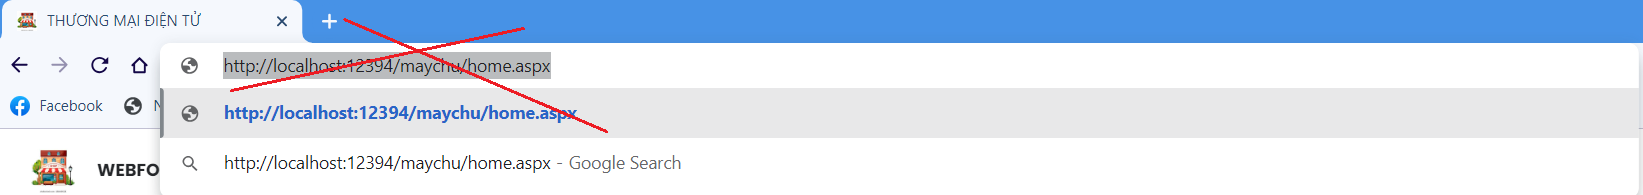 THƯƠNG MẠI ĐIỆN TỬ
http://localhost:12394/maychu/home.aspx
Facebook
http://localhost:12394/maychu/home.aspx
WEBFO
http://localhost:12394/maychu/home.aspx - Google Search